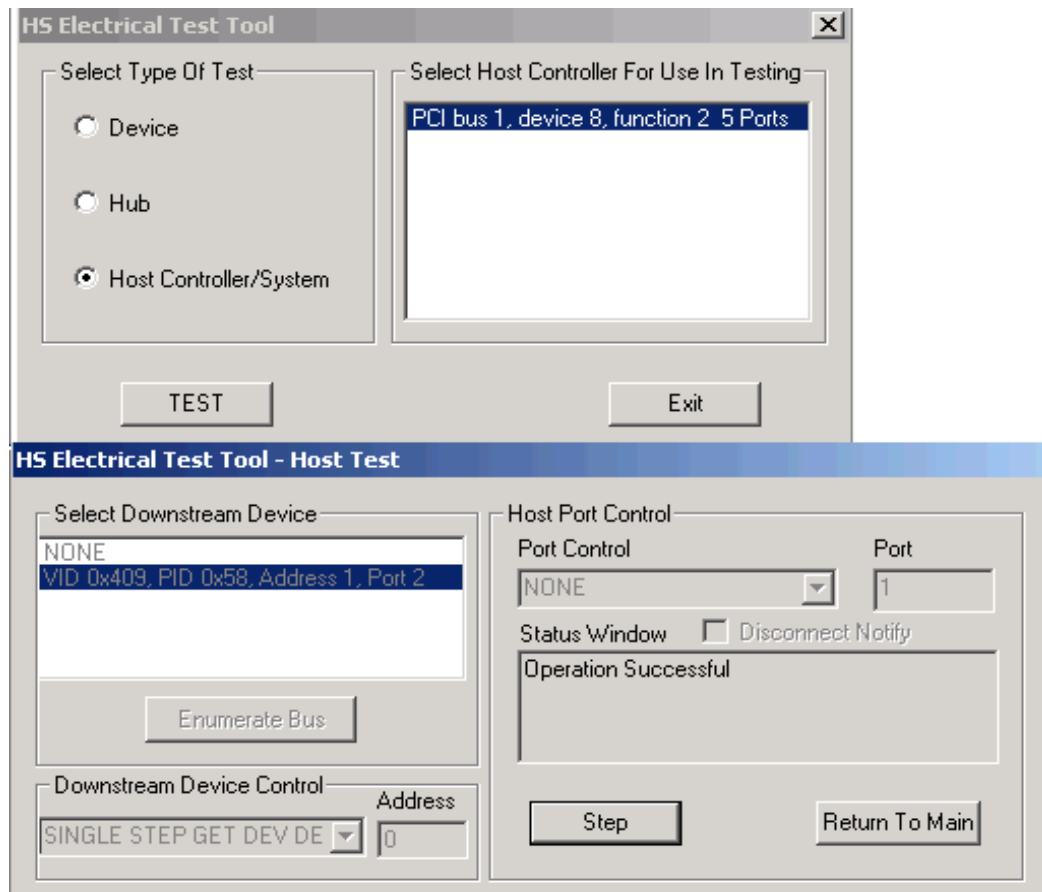 HS Electrical Test Tool
Select Type Of Test
Device
Hub
Host Controller/System
Select Host Controller For Use In Testing
PCI bus 1, device 8, function 2 5 Ports
TEST
Exit
HS Electrical Test Tool - Host Test
Select Downstream Device
NONE
VID 0x409, PID 0x58, Address 1, Port 2
Enumerate Bus
Downstream Device Control
Address
SINGLE STEP GET DEV DE
0
Host Port Control
Port Control
Port
NONE
1
Status Window
Disconnect Notify
Operation Successful
Step
Return To Main